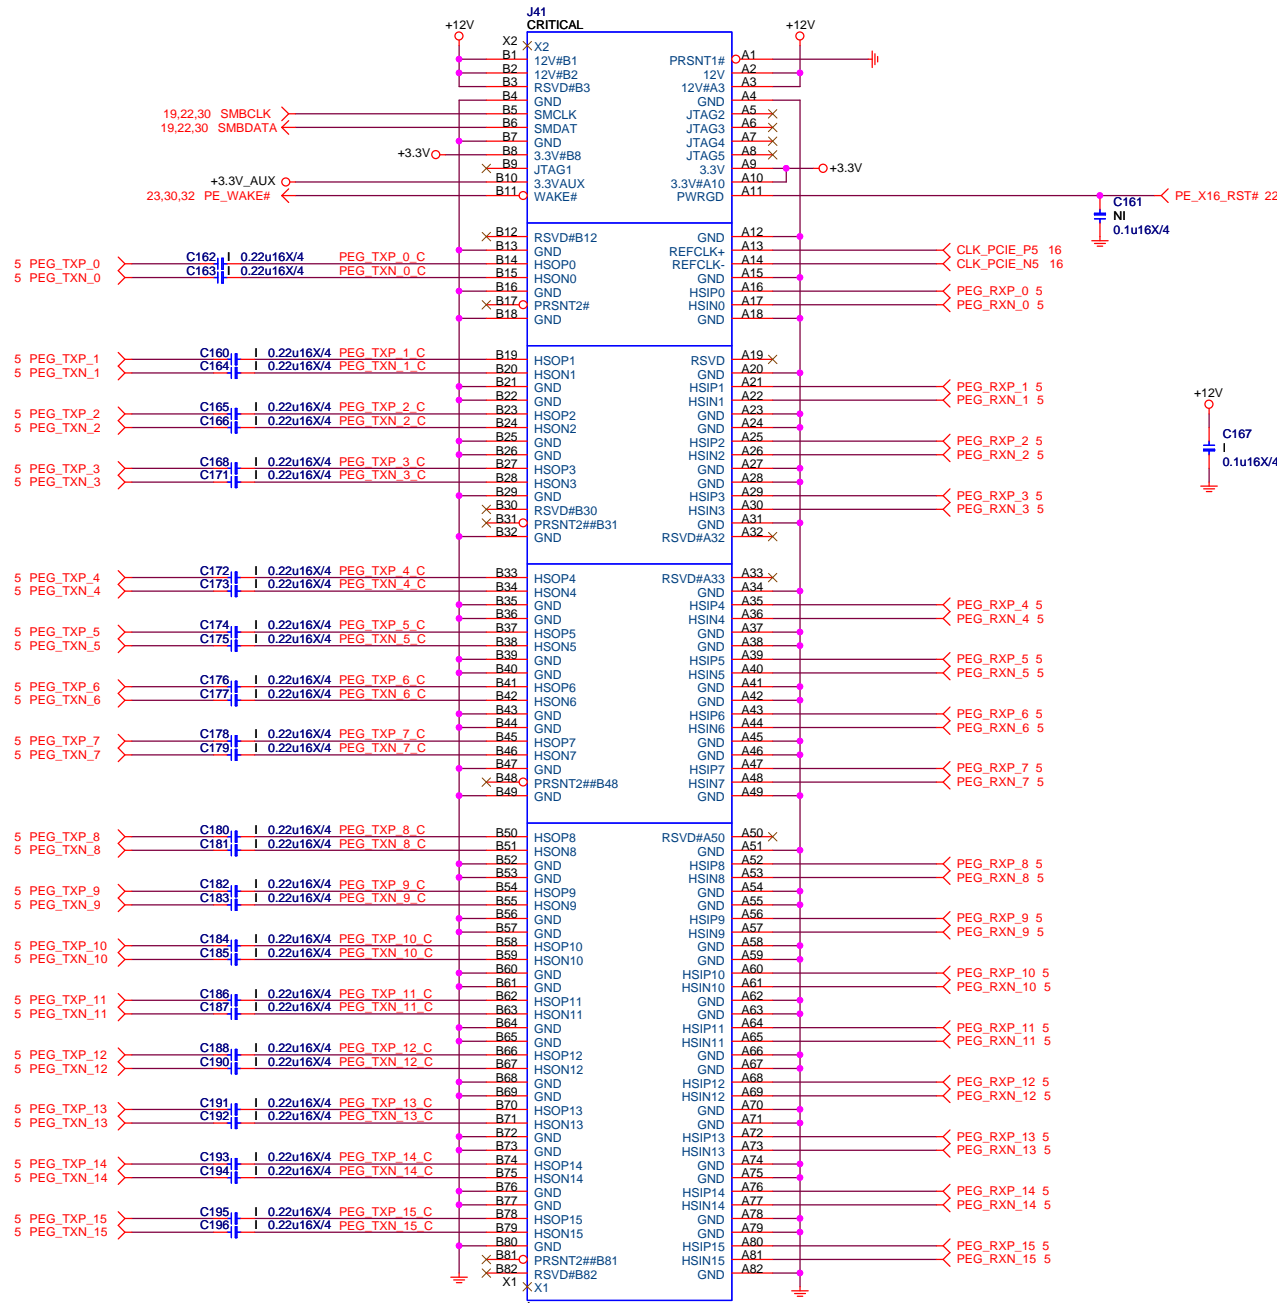 J41
CRITICAL
+12V
+12V
X2 X2
B1 12V#B1 PRSNT1# A1
B2 12V#B2 12V A2
B3 RSVD#B3 12V#A3 A3
B4 GND GND A4
19,22,30 SMBCLK B5 SMCLK JTAG2 A5
19,22,30 SMBDATA B6 SMDAT JTAG3 A6
B7 GND JTAG4 A7
+3.3V B8 3.3V#B8 JTAG5 A8
B9 JTAG1 3.3V A9 +3.3V
+3.3V_AUX B10 3.3VAUX 3.3V#A10 A10
23,30,32 PE_WAKE# B11 WAKE# PWRGD A11 PE_X16_RST# 22
C161
NI
0.1u16X/4
B12 RSVD#B12 GND A12
B13 GND REFCLK+ A13 CLK_PCIE_P5 16
5 PEG_TXP_0 C162 I 0.22u16X/4 PEG_TXP_0_C B14 HSOP0 REFCLK- A14 CLK_PCIE_N5 16
5 PEG_TXN_0 C163 PEG_TXN_0_C B15 HSON0 GND A15
B16 GND HSIP0 A16 PEG_RXP_0 5
B17 PRSNT2# HSIN0 A17 PEG_RXN_0 5
B18 GND GND A18
5 PEG_TXP_1 C160 I 0.22u16X/4 PEG_TXP_1_C B19 HSOP1 RSVD A19
5 PEG_TXN_1 C164 I 0.22u16X/4 PEG_TXN_1_C B20 HSON1 GND A20
B21 GND HSIP1 A21 PEG_RXP_1 5
B22 GND HSIN1 A22 PEG_RXN_1 5
5 PEG_TXP_2 C165 I 0.22u16X/4 PEG_TXP_2_C B23 HSOP2 GND A23
5 PEG_TXN_2 C166 I 0.22u16X/4 PEG_TXN_2_C B24 HSON2 GND A24
B25 GND HSIP2 A25 PEG_RXP_2 5
B26 GND HSIN2 A26 PEG_RXN_2 5
5 PEG_TXP_3 C168 I 0.22u16X/4 PEG_TXP_3_C B27 HSOP3 GND A27
5 PEG_TXN_3 C171 I 0.22u16X/4 PEG_TXN_3_C B28 HSON3 GND A28
B29 GND HSIP3 A29 PEG_RXP_3 5
B30 RSVD#B30 HSIN3 A30 PEG_RXN_3 5
B31 PRSNT2##B31 GND A31
B32 GND RSVD#A32 A32
+12V
C167
I
0.1u16X/4
5 PEG_TXP_4 C172 I 0.22u16X/4 PEG_TXP_4_C B33 HSOP4 RSVD#A33 A33
5 PEG_TXN_4 C173 I 0.22u16X/4 PEG_TXN_4_C B34 HSON4 GND A34
B35 GND HSIP4 A35 PEG_RXP_4 5
B36 GND HSIN4 A36 PEG_RXN_4 5
5 PEG_TXP_5 C174 I 0.22u16X/4 PEG_TXP_5_C B37 HSOP5 GND A37
5 PEG_TXN_5 C175 I 0.22u16X/4 PEG_TXN_5_C B38 HSON5 GND A38
B39 GND HSIP5 A39 PEG_RXP_5 5
B40 GND HSIN5 A40 PEG_RXN_5 5
5 PEG_TXP_6 C176 I 0.22u16X/4 PEG_TXP_6_C B41 HSOP6 GND A41
5 PEG_TXN_6 C177 I 0.22u16X/4 PEG_TXN_6_C B42 HSON6 GND A42
B43 GND HSIP6 A43 PEG_RXP_6 5
B44 GND HSIN6 A44 PEG_RXN_6 5
5 PEG_TXP_7 C178 I 0.22u16X/4 PEG_TXP_7_C B45 HSOP7 GND A45
5 PEG_TXN_7 C179 I 0.22u16X/4 PEG_TXN_7_C B46 HSON7 GND A46
B47 GND HSIP7 A47 PEG_RXP_7 5
B48 PRSNT2##B48 HSIN7 A48 PEG_RXN_7 5
B49 GND GND A49
5 PEG_TXP_8 C180 I 0.22u16X/4 PEG_TXP_8_C B50 HSOP8 RSVD#A50 A50
5 PEG_TXN_8 C181 I 0.22u16X/4 PEG_TXN_8_C B51 HSON8 GND A51
B52 GND HSIP8 A52 PEG_RXP_8 5
B53 GND HSIN8 A53 PEG_RXN_8 5
5 PEG_TXP_9 C182 I 0.22u16X/4 PEG_TXP_9_C B54 HSOP9 GND A54
5 PEG_TXN_9 C183 I 0.22u16X/4 PEG_TXN_9_C B55 HSON9 GND A55
B56 GND HSIP9 A56 PEG_RXP_9 5
B57 GND HSIN9 A57 PEG_RXN_9 5
5 PEG_TXP_10 C184 I 0.22u16X/4 PEG_TXP_10_C B58 HSOP10 GND A58
5 PEG_TXN_10 C185 I 0.22u16X/4 PEG_TXN_10_C B59 HSON10 GND A59
B60 GND HSIP10 A60 PEG_RXP_10 5
B61 GND HSIN10 A61 PEG_RXN_10 5
5 PEG_TXP_11 C186 I 0.22u16X/4 PEG_TXP_11_C B62 HSOP11 GND A62
5 PEG_TXN_11 C187 I 0.22u16X/4 PEG_TXN_11_C B63 HSON11 GND A63
B64 GND HSIP11 A64 PEG_RXP_11 5
B65 GND HSIN11 A65 PEG_RXN_11 5
5 PEG_TXP_12 C188 I 0.22u16X/4 PEG_TXP_12_C B66 HSOP12 GND A66
5 PEG_TXN_12 C190 I 0.22u16X/4 PEG_TXN_12_C B67 HSON12 GND A67
B68 GND HSIP12 A68 PEG_RXP_12 5
B69 GND HSIN12 A69 PEG_RXN_12 5
5 PEG_TXP_13 C191 I 0.22u16X/4 PEG_TXP_13_C B70 HSOP13 GND A70
5 PEG_TXN_13 C192 I 0.22u16X/4 PEG_TXN_13_C B71 HSON13 GND A71
B72 GND HSIP13 A72 PEG_RXP_13 5
B73 GND HSIN13 A73 PEG_RXN_13 5
5 PEG_TXP_14 C193 I 0.22u16X/4 PEG_TXP_14_C B74 HSOP14 GND A74
5 PEG_TXN_14 C194 I 0.22u16X/4 PEG_TXN_14_C B75 HSON14 GND A75
B76 GND HSIP14 A76 PEG_RXP_14 5
B77 GND HSIN14 A77 PEG_RXN_14 5
5 PEG_TXP_15 C195 I 0.22u16X/4 PEG_TXP_15_C B78 HSOP15 GND A78
5 PEG_TXN_15 C196 I 0.22u16X/4 PEG_TXN_15_C B79 HSON15 GND A79
B80 GND HSIP15 A80 PEG_RXP_15 5
B81 PRSNT2##B81 HSIN15 A81 PEG_RXN_15 5
B82 RSVD#B82 GND A82
X1 X1